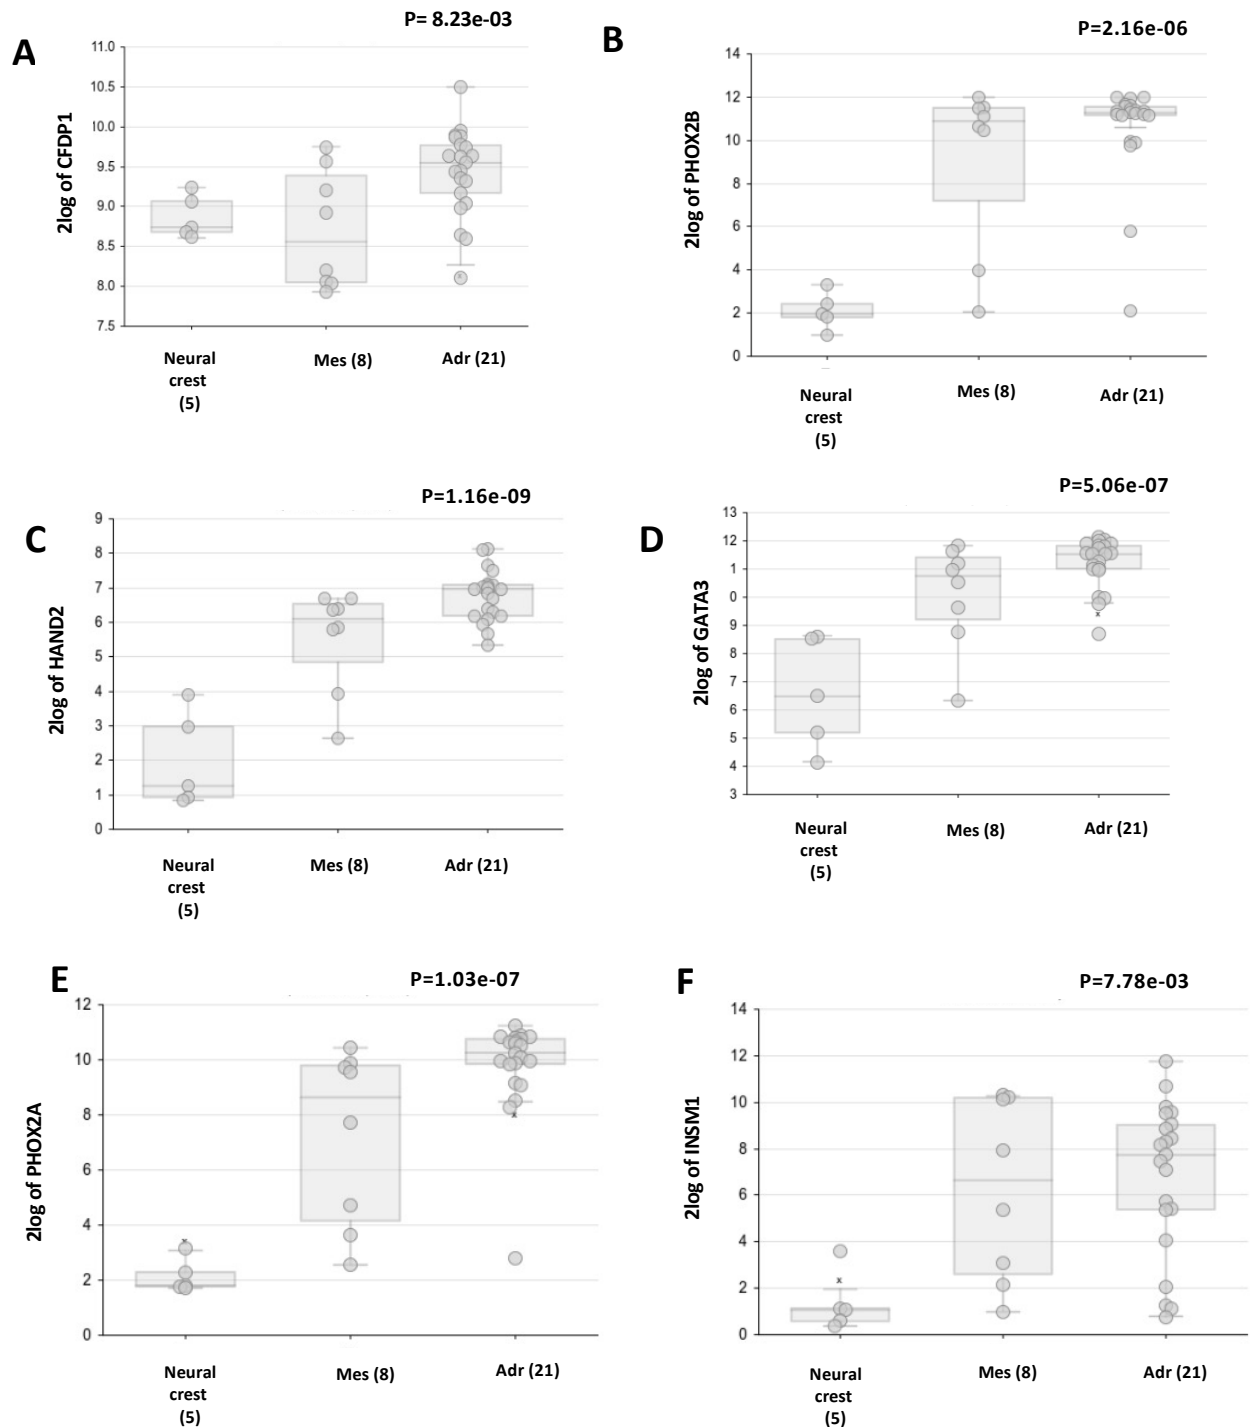 P= 8.23e-03
A
11.0
10.5
10.0
9.5
9.0
8.5
8.0
7.5
2log of CFDP1
Neural
crest
(5)
Mes (8)
Adr (21)
P=2.16e-06
B
14
12
10
8
6
4
2
0
2log of PHOX2B
Neural
crest
(5)
Mes (8)
Adr (21)
P=1.16e-09
C
9
8
7
6
5
4
3
2
1
0
2log of HAND2
Neural
crest
(5)
Mes (8)
Adr (21)
P=5.06e-07
D
13
12
1
0
9
8
7
6
5
4
3
2log of GATA3
Neural
crest
(5)
Mes (8)
Adr (21)
P=1.03e-07
E
12
10
8
6
4
2
0
2log of PHOX2A
Neural
crest
(5)
Mes (8)
Adr (21)
P=7.78e-03
F
14
12
10
8
6
4
2
0
2log of INSM1
Neural
crest
(5)
Mes (8)
Adr (21)